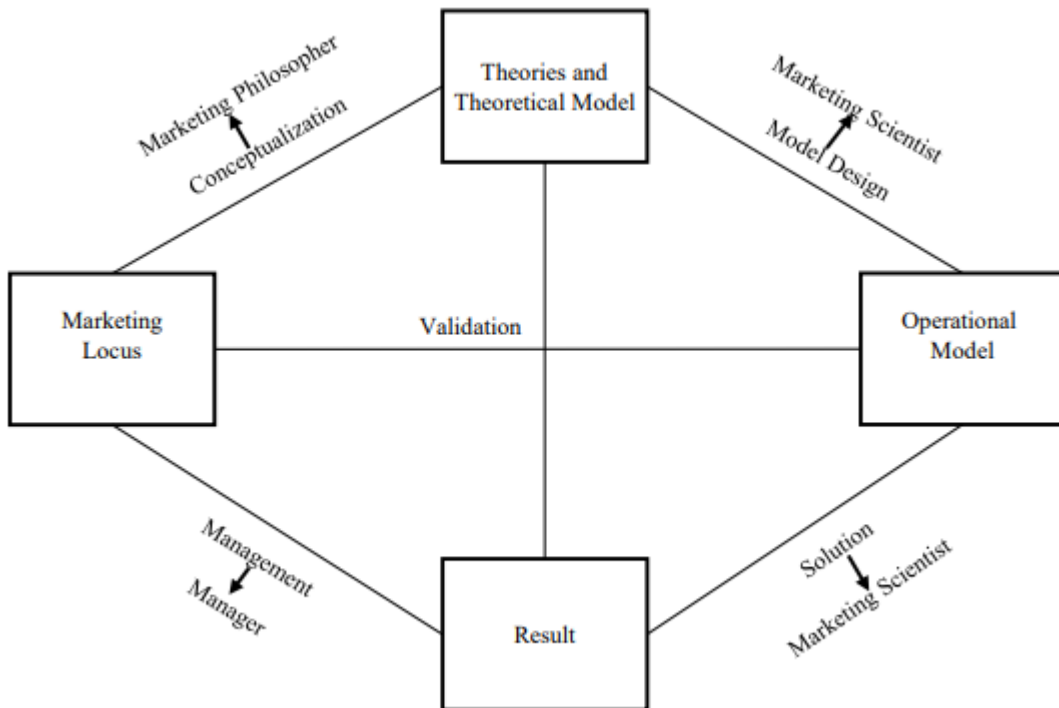 Theories and
Theoretical Model
Marketing Philosopher
Conceptualization
Marketing Scientist
Model Design
Marketing
Locus
Validation
Operational
Model
Management
Manager
Result
Solution
Marketing Scientist